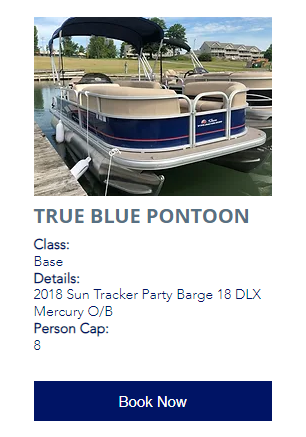 TRUE BLUE PONTOON
Class:
Base
Details:
2018 Sun Tracker Party Barge 18 DLX
Mercury O/B
Person Cap:
8
Book Now